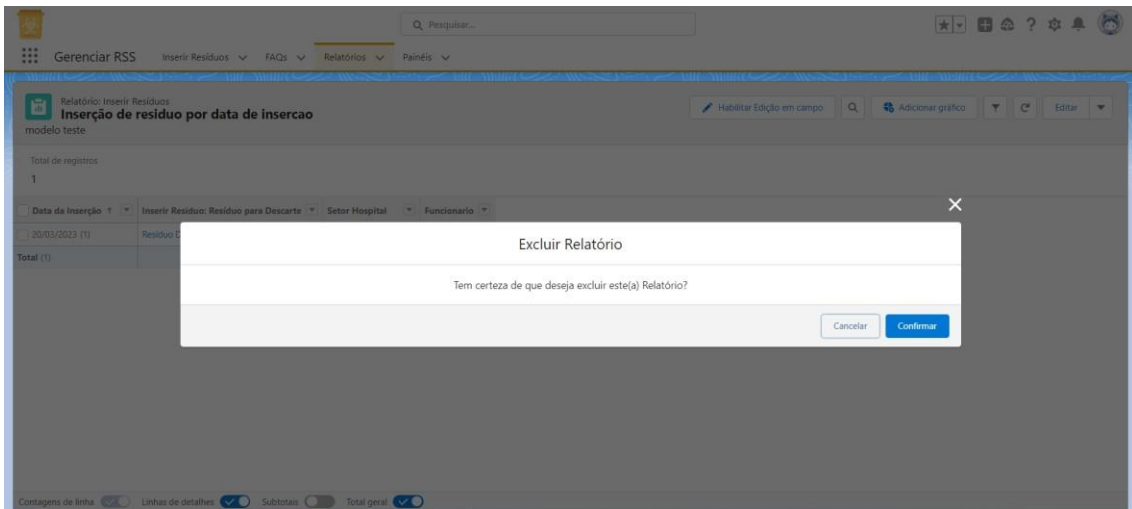 Pesquisar...
Gerenciar RSS Inserir Resíduos FAQs Relatórios Painéis
Relatório: Inserir Resíduos
Inserção de residuo por data de insercao
modelo teste
Habilitar Edição em campo Adicionar gráfico Editar
Total de registros
1
Data da Inserção ↑ Inserir Resíduo: Resíduo para Descarte Setor Hospital Funcionario
20/03/2023 (1) Resíduo
Total (1)
Excluir Relatório
Tem certeza de que deseja excluir este(a) Relatório?
Cancelar Confirmar
Contagens de linha Linhas de detalhes Subtotais Total geral